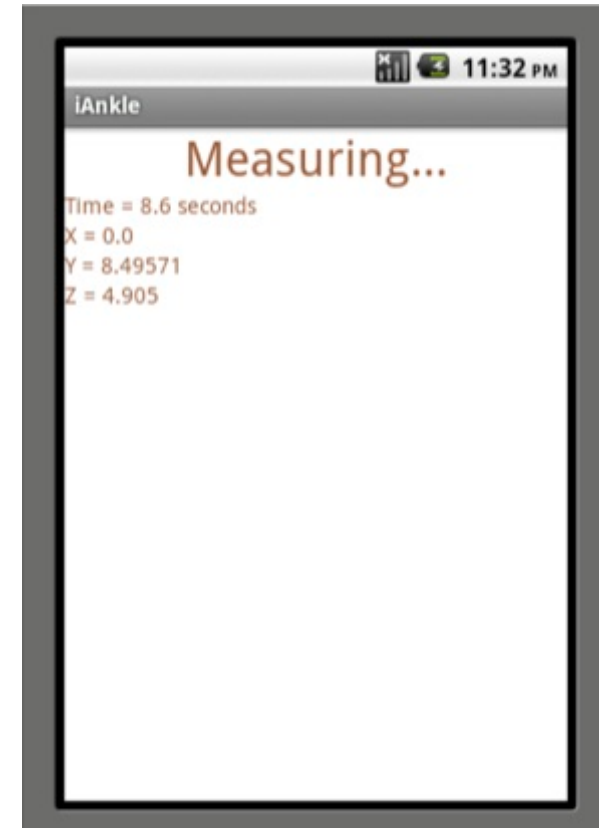 11:32 PM
iAnkle
Measuring...
Time = 8.6 seconds
X = 0.0
Y = 8.49571
Z = 4.905